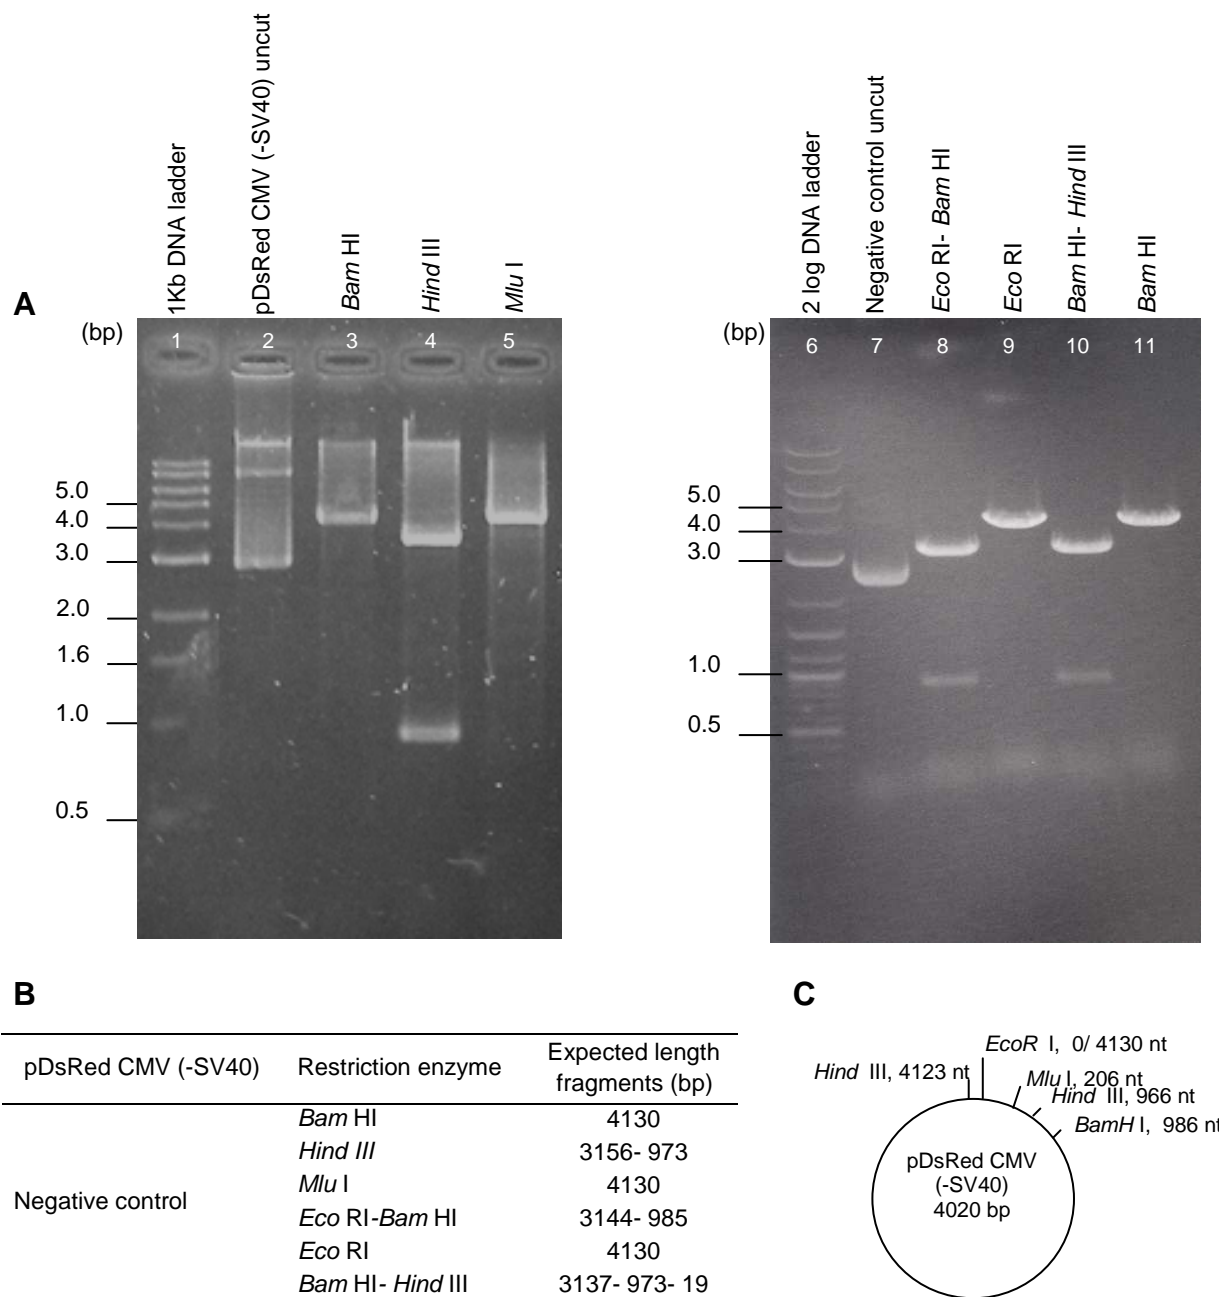 A
1Kb DNA ladder
pDsRed CMV (-SV40) uncut
Bam HI
Hind III
Mlu I
(bp)
1 2 3 4 5
5.0
4.0
3.0
2.0
1.6
1.0
0.5
2 log DNA ladder
Negative control uncut
Eco RI- Bam HI
Eco RI
Bam HI- Hind III
Bam HI
(bp)
6 7 8 9 10 11
5.0
4.0
3.0
1.0
0.5
B
pDsRed CMV (-SV40) Restriction enzyme Expected length
fragments (bp)
Bam HI 4130
Hind III 3156- 973
Mlu I 4130
Negative control
Eco RI-Bam HI 3144- 985
Eco RI 4130
Bam HI- Hind III 3137- 973- 19
C
EcoR I, 0/ 4130 nt
Hind III, 4123 nt
Mlu I, 206 nt
Hind III, 966 nt
BamH I, 986 nt
pDsRed CMV
(-SV40)
4020 bp